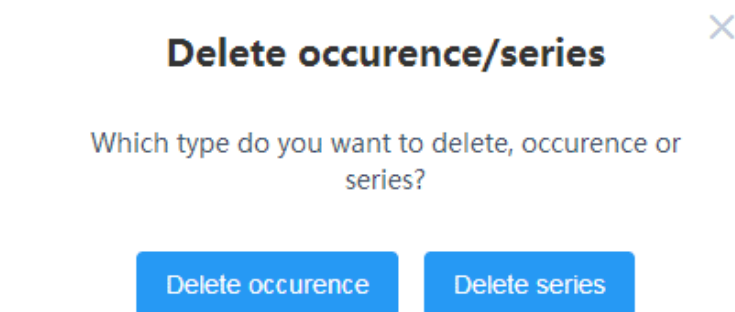 Delete occurence/series
Which type do you want to delete, occurence or
series?
Delete occurence
Delete series